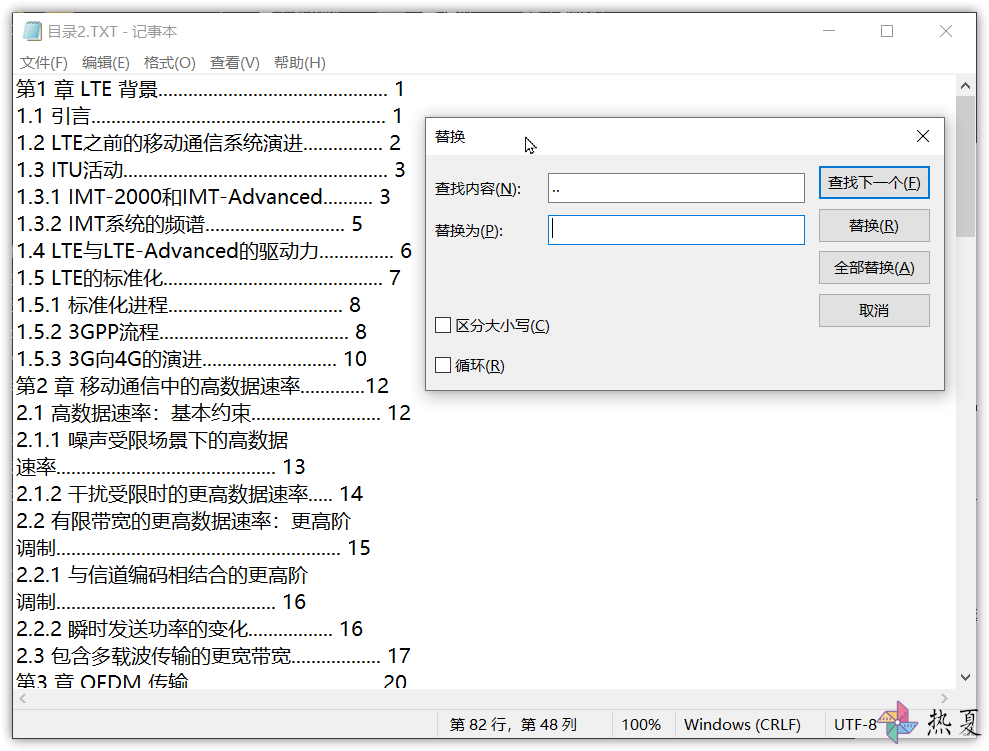 目录2.TXT - 记事本
文件(F) 编辑(E) 格式(O) 查看(V) 帮助(H)
第1 章 LTE 背景.......................................... 1
1.1 引言...................................................... 1
1.2 LTE之前的移动通信系统演进............... 2
1.3 ITU活动................................................. 3
1.3.1 IMT-2000和IMT-Advanced.......... 3
1.3.2 IMT系统的频谱.......................... 5
1.4 LTE与LTE-Advanced的驱动力.............. 6
1.5 LTE的标准化......................................... 7
1.5.1 标准化进程................................ 8
1.5.2 3GPP流程................................... 8
1.5.3 3G向4G的演进......................... 10
第2 章 移动通信中的高数据速率............12
2.1 高数据速率：基本约束........................ 12
2.1.1 噪声受限场景下的高数据
速率......................................... 13
2.1.2 干扰受限时的更高数据速率..... 14
2.2 有限带宽的更高数据速率：更高阶
调制..................................................... 15
2.2.1 与信道编码相结合的更高阶
调制......................................... 16
2.2.2 瞬时发送功率的变化................ 16
2.3 包含多载波传输的更宽带宽................. 17
第3 章 OFDM 传输 20
替换
查找内容(N): ..
查找下一个(F)
替换为(P):
替换(R)
全部替换(A)
取消
区分大小写(C)
循环(R)
第 82 行，第 48 列 100% Windows (CRLF) UTF-8
热夏